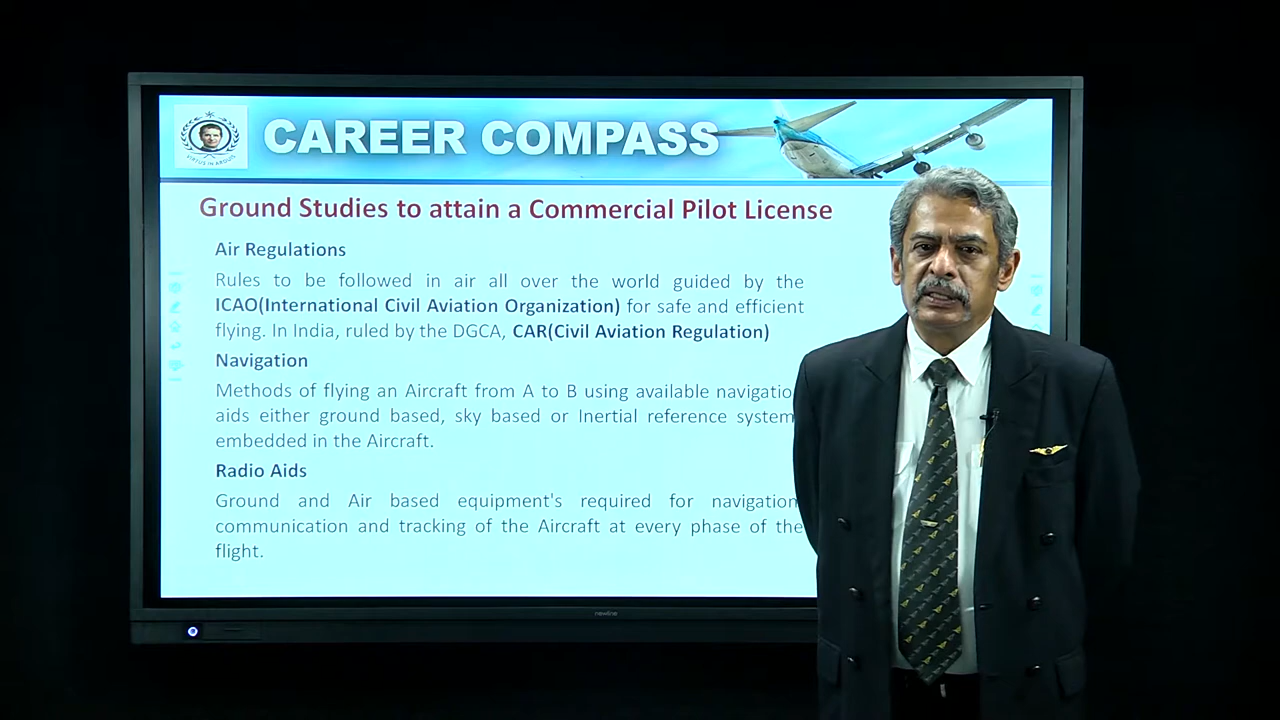 CAREER COMPASS
VIRTUS IN ARDUIS
Ground Studies to attain a Commercial Pilot License
Air Regulations
Rules to be followed in air all over the world guided by the
ICAO(International Civil Aviation Organization) for safe and efficient
flying. In India, ruled by the DGCA, CAR(Civil Aviation Regulation)
Navigation
Methods of flying an Aircraft from A to B using available navigatio
aids either ground based, sky based or Inertial reference system
embedded in the Aircraft.
Radio Aids
Ground and Air based equipment's required for navigation
communication and tracking of the Aircraft at every phase of the
flight.
newline